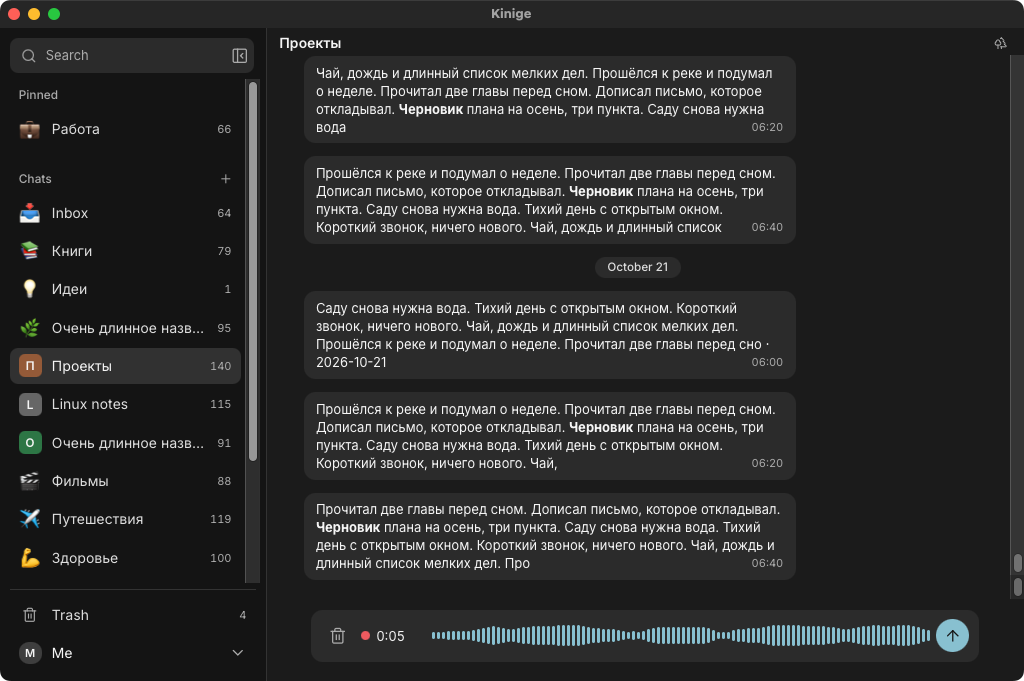 Kinige
Search
Pinned
Работа 66
Chats
Inbox 64
Книги 79
Идеи 1
Очень длинное назв... 95
П Проекты 140
L Linux notes 115
О Очень длинное назв... 91
Фильмы 88
Путешествия 119
Здоровье 100
Trash 4
M Me
Проекты
Чай, дождь и длинный список мелких дел. Прошёлся к реке и подумал
о неделе. Прочитал две главы перед сном. Дописал письмо, которое
откладывал. Черновик плана на осень, три пункта. Саду снова нужна
вода 06:20
Прошёлся к реке и подумал о неделе. Прочитал две главы перед сном.
Дописал письмо, которое откладывал. Черновик плана на осень, три
пункта. Саду снова нужна вода. Тихий день с открытым окном.
Короткий звонок, ничего нового. Чай, дождь и длинный список 06:40
October 21
Саду снова нужна вода. Тихий день с открытым окном. Короткий
звонок, ничего нового. Чай, дождь и длинный список мелких дел.
Прошёлся к реке и подумал о неделе. Прочитал две главы перед сно ·
2026-10-21 06:00
Прошёлся к реке и подумал о неделе. Прочитал две главы перед сном.
Дописал письмо, которое откладывал. Черновик плана на осень, три
пункта. Саду снова нужна вода. Тихий день с открытым окном.
Короткий звонок, ничего нового. Чай, 06:20
Прочитал две главы перед сном. Дописал письмо, которое откладывал.
Черновик плана на осень, три пункта. Саду снова нужна вода. Тихий
день с открытым окном. Короткий звонок, ничего нового. Чай, дождь и
длинный список мелких дел. Про 06:40
0:05